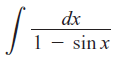 ∫ dx / (1 − sin x)